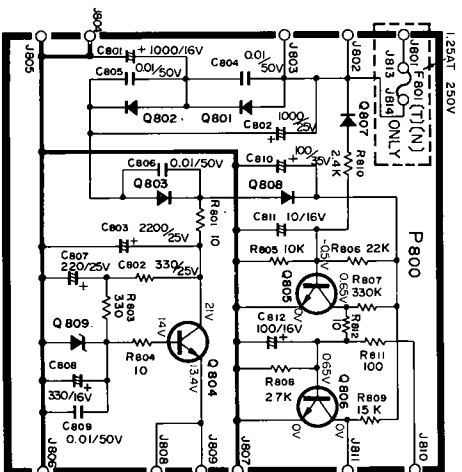 J804
J805
C801 + 1000/16V
C805 0.01/50V
C804 0.01/50V
J803
J802
J801
J813
F801 (T)(N)
J814
ONLY
1.25AT 250V
Q802
Q801
C802 1000/25V
Q807
C806 0.01/50V
Q803
C810 + 100/35V
Q808
R810
2.4K
R801
10
C811 10/16V
C803 2200/25V
P800
R805 10K
-0.5V
R806 22K
C807
220/25V
C802 330/25V
R803
330
21V
Q805
0.65V
R807
330K
0V
Q809
14V
R804
10
Q804
13.4V
C812
100/16V
R812
10
R811
100
C808
330/16V
C809
0.01/50V
0.65V
R808
27K
Q806
0V
R809
15K
0V
J806
J808
J809
J807
J811
J810